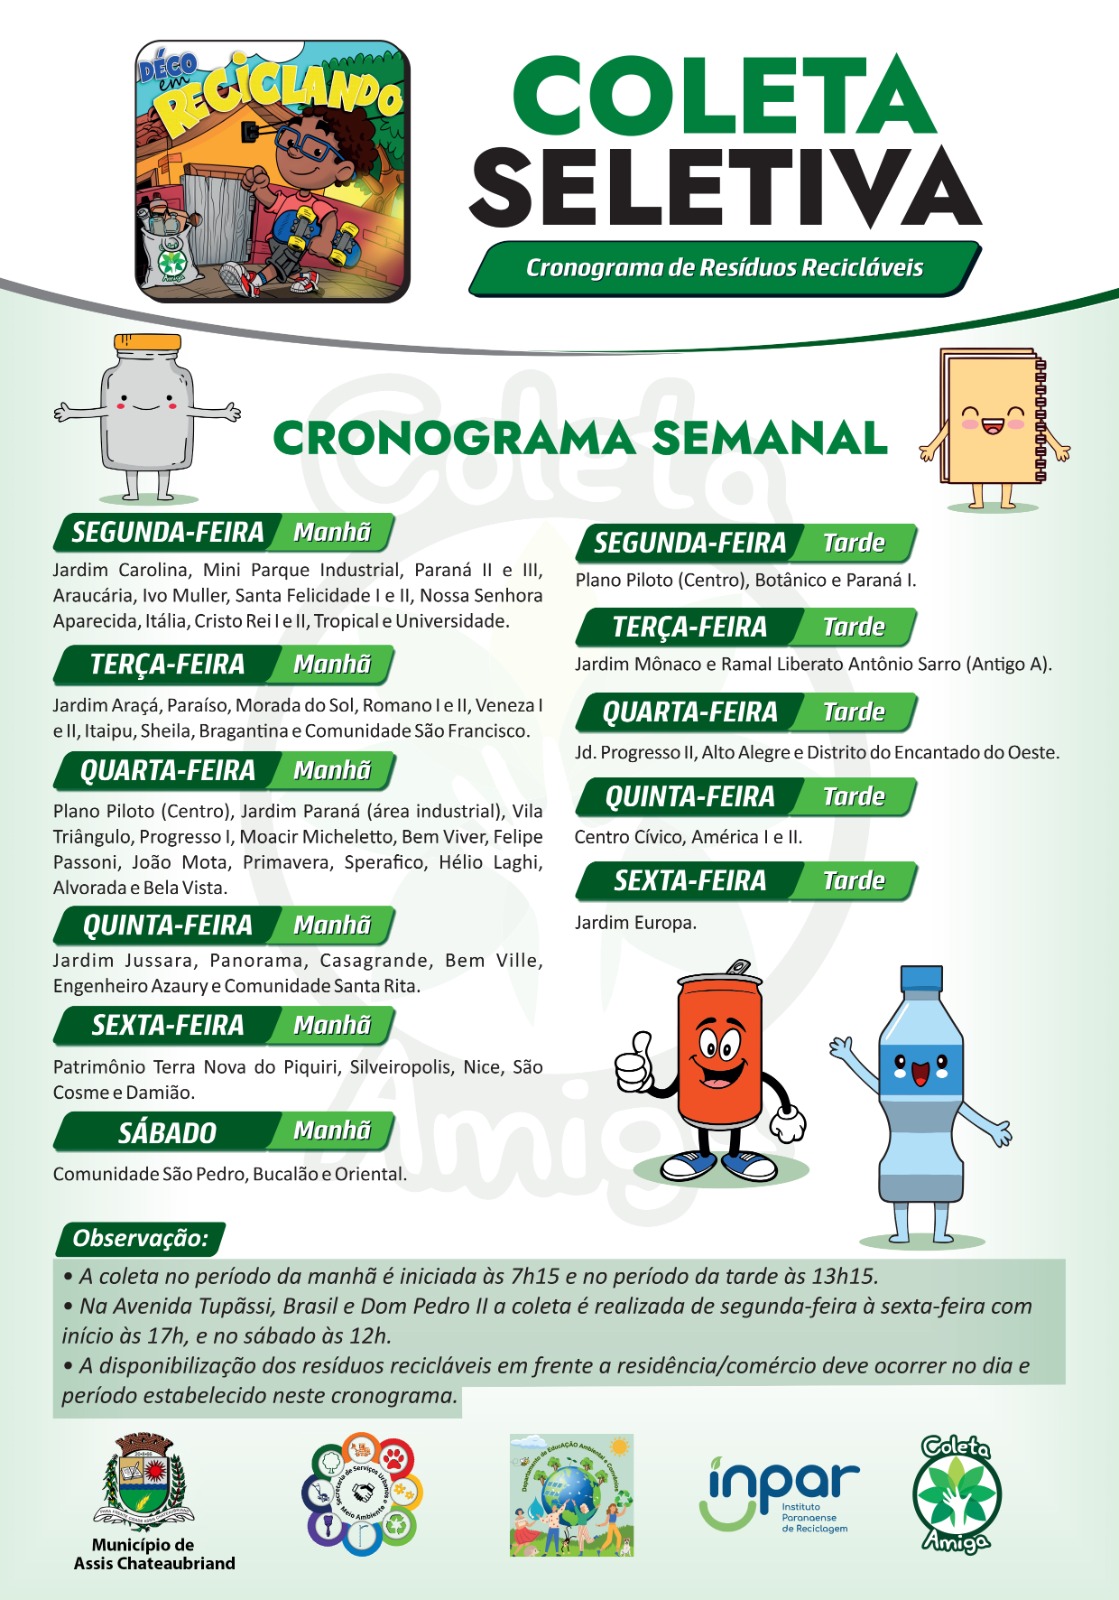 DÉCO
em
RECICLANDO
Amiga
COLETA
SELETIVA
Cronograma de Resíduos Recicláveis
Coleta
Amiga
CRONOGRAMA SEMANAL
SEGUNDA-FEIRA Manhã
Jardim Carolina, Mini Parque Industrial, Paraná II e III,
Araucária, Ivo Muller, Santa Felicidade I e II, Nossa Senhora
Aparecida, Itália, Cristo Rei I e II, Tropical e Universidade.
TERÇA-FEIRA Manhã
Jardim Araçá, Paraíso, Morada do Sol, Romano I e II, Veneza I
e II, Itaipu, Sheila, Bragantina e Comunidade São Francisco.
QUARTA-FEIRA Manhã
Plano Piloto (Centro), Jardim Paraná (área industrial), Vila
Triângulo, Progresso I, Moacir Micheletto, Bem Viver, Felipe
Passoni, João Mota, Primavera, Sperafico, Hélio Laghi,
Alvorada e Bela Vista.
QUINTA-FEIRA Manhã
Jardim Jussara, Panorama, Casagrande, Bem Ville,
Engenheiro Azaury e Comunidade Santa Rita.
SEXTA-FEIRA Manhã
Patrimônio Terra Nova do Piquiri, Silveiropolis, Nice, São
Cosme e Damião.
SÁBADO Manhã
Comunidade São Pedro, Bucalão e Oriental.
SEGUNDA-FEIRA Tarde
Plano Piloto (Centro), Botânico e Paraná I.
TERÇA-FEIRA Tarde
Jardim Mônaco e Ramal Liberato Antônio Sarro (Antigo A).
QUARTA-FEIRA Tarde
Jd. Progresso II, Alto Alegre e Distrito do Encantado do Oeste.
QUINTA-FEIRA Tarde
Centro Cívico, América I e II.
SEXTA-FEIRA Tarde
Jardim Europa.
Observação:
• A coleta no período da manhã é iniciada às 7h15 e no período da tarde às 13h15.
• Na Avenida Tupãssi, Brasil e Dom Pedro II a coleta é realizada de segunda-feira à sexta-feira com
início às 17h, e no sábado às 12h.
• A disponibilização dos resíduos recicláveis em frente a residência/comércio deve ocorrer no dia e
período estabelecido neste cronograma.
Município de
Assis Chateaubriand
Secretaria de Serviços Urbanos e
Meio Ambiente
Departamento de EducAÇÃO Ambiental e
inpar
Instituto
Paranaense
de Reciclagem
Coleta
Amiga